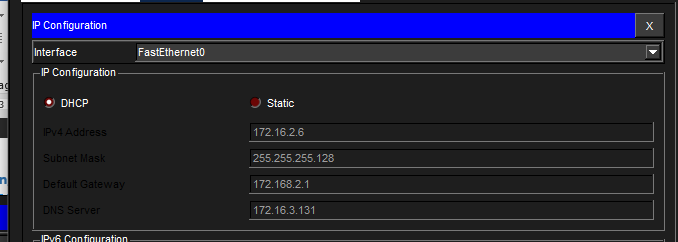 IP Configuration X
Interface FastEthernet0
IP Configuration
DHCP Static
IPv4 Address 172.16.2.6
Subnet Mask 255.255.255.128
Default Gateway 172.168.2.1
DNS Server 172.16.3.131
IPv6 Configuration